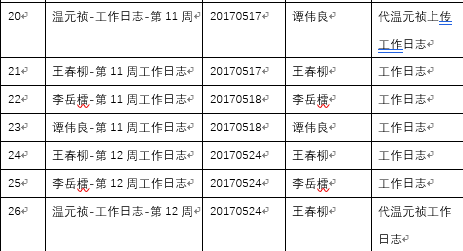 20 温元祯-工作日志-第 11 周 20170517 谭伟良 代温元祯上传
工作日志
21 王春柳-第 11 周工作日志 20170517 王春柳 工作日志
22 李岳檽-第 11 周工作日志 20170518 李岳檽 工作日志
23 谭伟良-第 11 周工作日志 20170518 谭伟良 工作日志
24 王春柳-第 12 周工作日志 20170524 王春柳 工作日志
25 李岳檽-第 12 周工作日志 20170524 李岳檽 工作日志
26 温元祯-工作日志-第 12 周 20170524 王春柳 代温元祯工作
日志